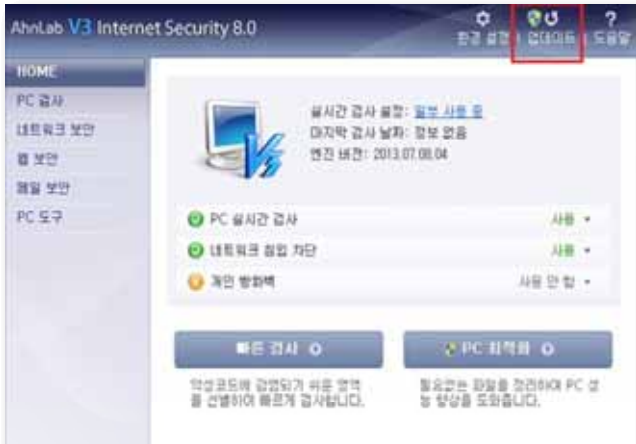 AhnLab V3 Internet Security 8.0
환경 설정 업데이트 도움말
HOME
PC 검사
네트워크 보안
웹 보안
메일 보안
PC 도구
실시간 검사 설정: 일부 사용 중
마지막 검사 날짜: 정보 없음
엔진 버전: 2013.07.08.04
PC 실시간 검사 사용
네트워크 침입 차단 사용
개인 방화벽 사용 안 함
빠른 검사
PC 최적화
악성코드에 감염되기 쉬운 영역
을 선별하여 빠르게 검사합니다.
필요없는 파일을 정리하여 PC 성
능 향상을 도와줍니다.